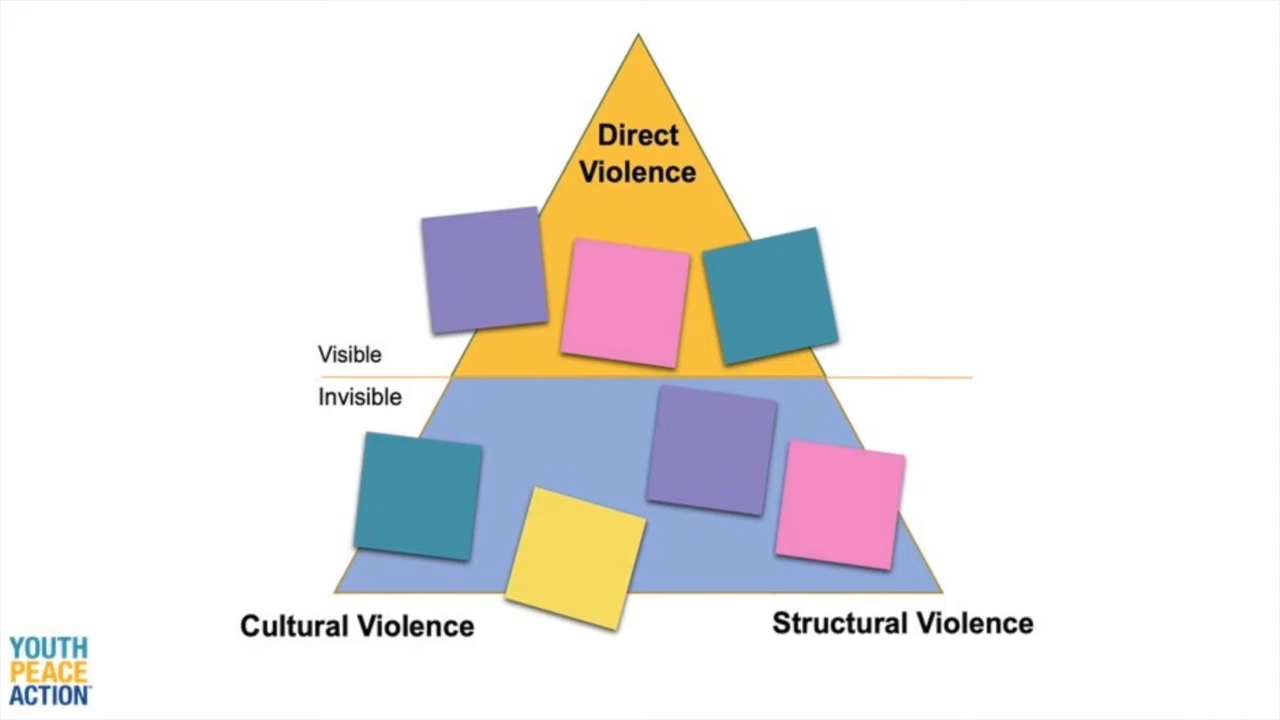 Direct
Violence
Visible
Invisible
Cultural Violence
Structural Violence
YOUTH
PEACE
ACTION